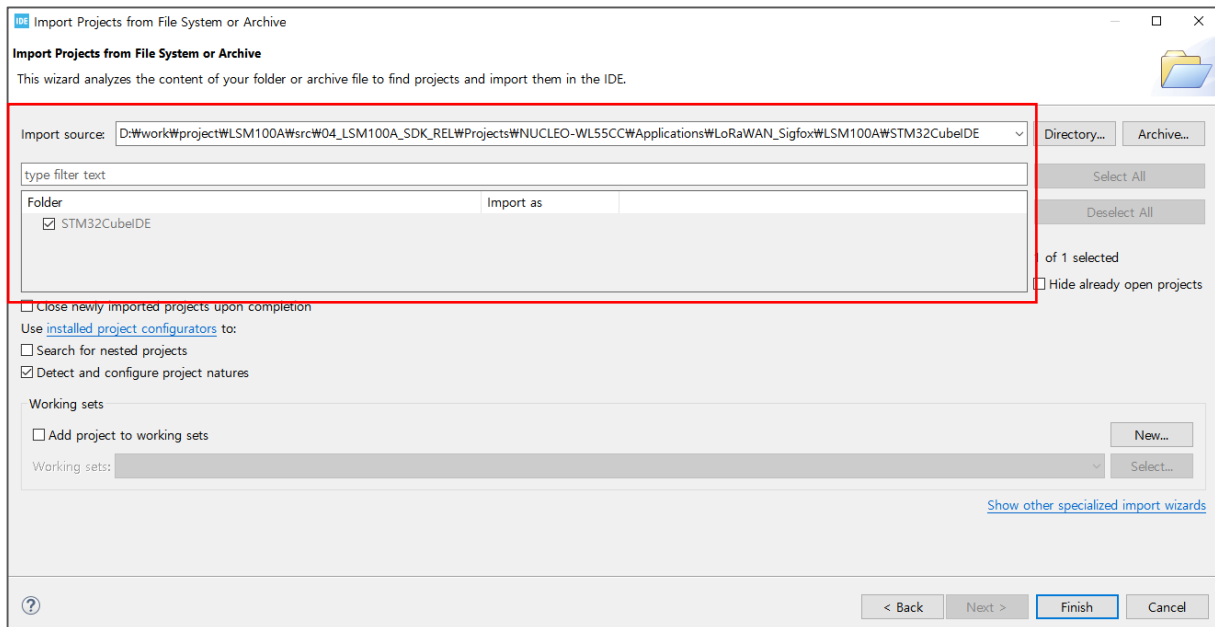 IDE Import Projects from File System or Archive
Import Projects from File System or Archive
This wizard analyzes the content of your folder or archive file to find projects and import them in the IDE.
Import source: D:₩work₩project₩LSM100A₩src₩04_LSM100A_SDK_REL₩Projects₩NUCLEO-WL55CC₩Applications₩LoRaWAN_Sigfox₩LSM100A₩STM32CubeIDE Directory... Archive...
type filter text Select All
Folder Import as
STM32CubeIDE Deselect All
of 1 selected
Hide already open projects
Close newly imported projects upon completion
Use installed project configurators to:
Search for nested projects
Detect and configure project natures
Working sets
Add project to working sets New...
Working sets: Select...
Show other specialized import wizards
? < Back Next > Finish Cancel